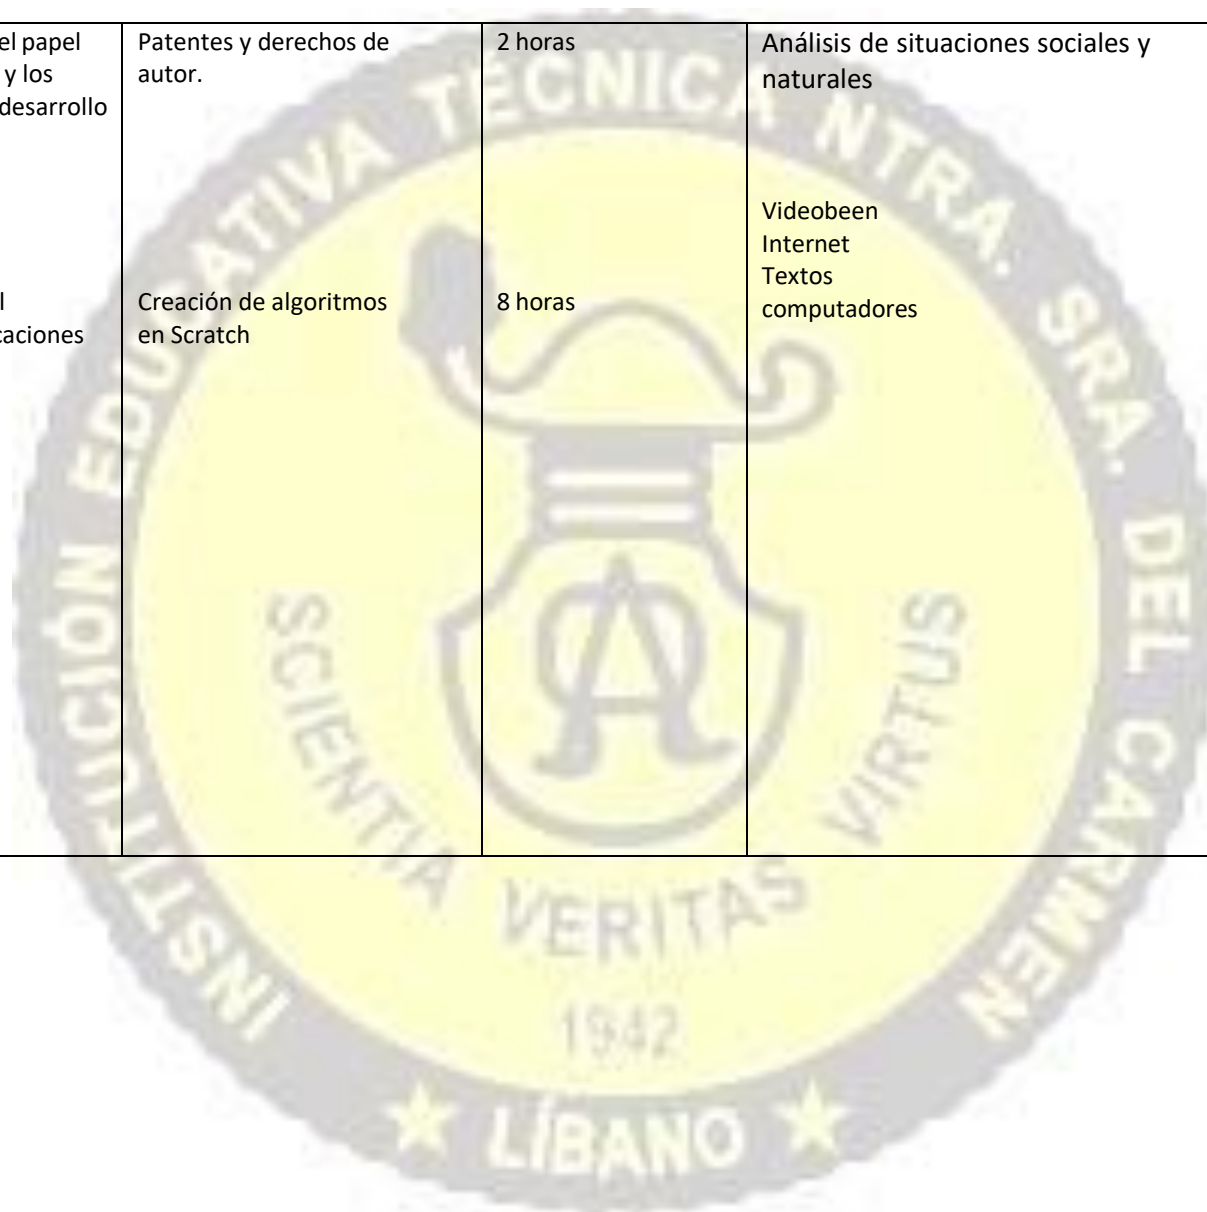 el papel
y los
desarrollo
l
caciones
Patentes y derechos de
autor.
Creación de algoritmos
en Scratch
2 horas
8 horas
Análisis de situaciones sociales y
naturales
Videobeen
Internet
Textos
computadores
INSTITUCIÓN EDUCATIVA TÉCNICA NTRA. SRA. DEL CARMEN
SCIENTIA VERITAS VIRTUS
1942
LÍBANO